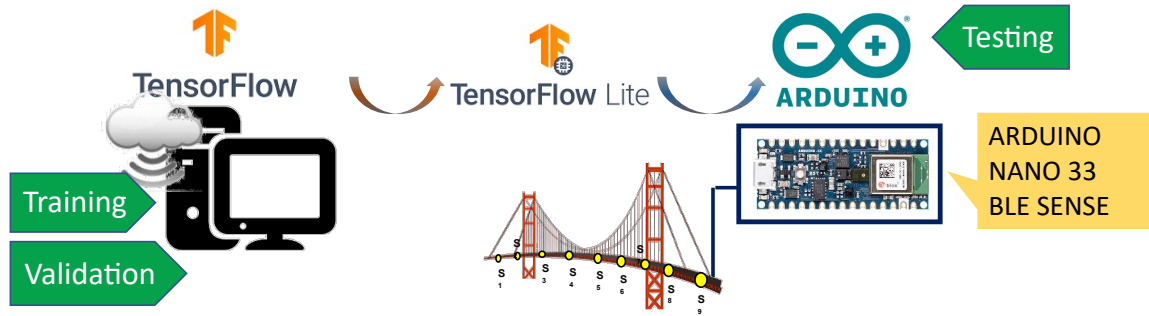 TensorFlow
TensorFlow Lite
ARDUINO
Testing
Training
Validation
ARDUINO
NANO 33
BLE SENSE
S
S
S
1
S
3
S
4
S
5
S
6
S
8
S
9